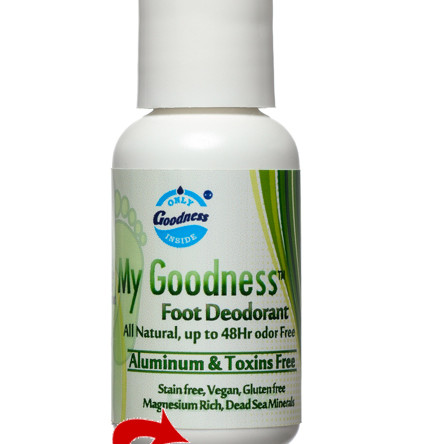 ONLY
Goodness
INSIDE
My Goodness™
Foot Deodorant
All Natural, up to 48Hr odor Free
Aluminum & Toxins Free
Stain free, Vegan, Gluten free
Magnesium Rich, Dead Sea Minerals